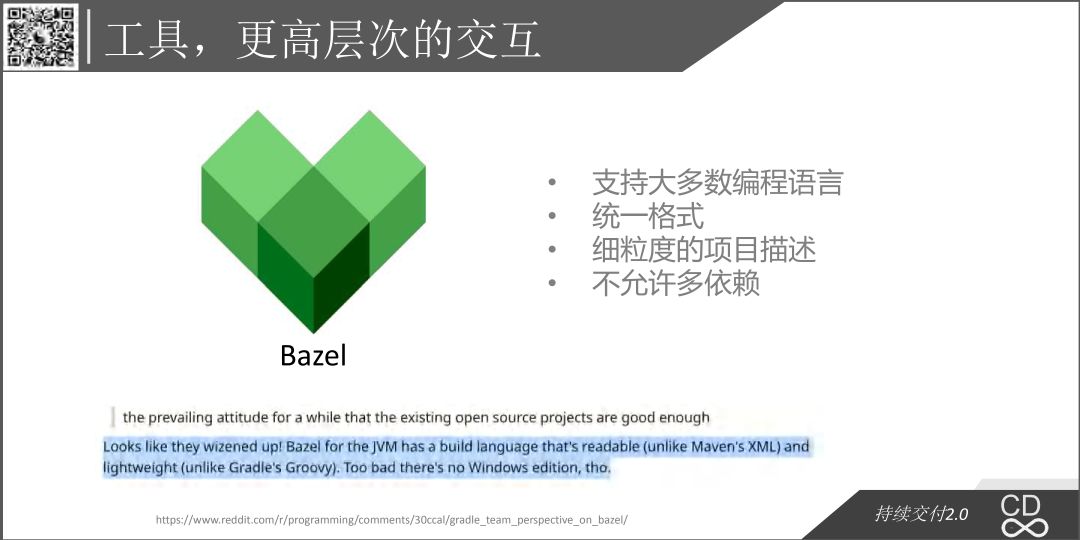 工具，更高层次的交互
• 支持大多数编程语言
• 统一格式
• 细粒度的项目描述
• 不允许多依赖
Bazel
the prevailing attitude for a while that the existing open source projects are good enough
Looks like they wizened up! Bazel for the JVM has a build language that's readable (unlike Maven's XML) and
lightweight (unlike Gradle's Groovy). Too bad there's no Windows edition, tho.
https://www.reddit.com/r/programming/comments/30ccal/gradle_team_perspective_on_bazel/
持续交付2.0
CD